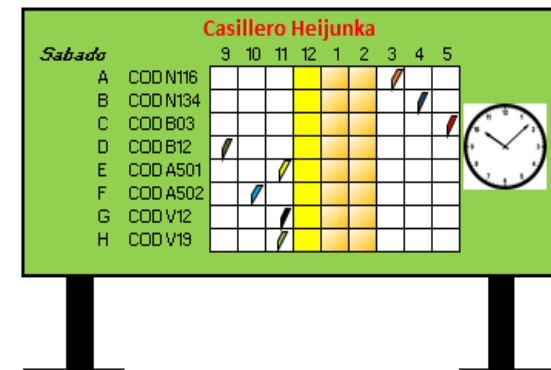 Casillero Heijunka
Sabado 9 10 11 12 1 2 3 4 5
A COD N116
B COD N134
C COD B03
D COD B12
E COD A501
F COD A502
G COD V12
H COD V19